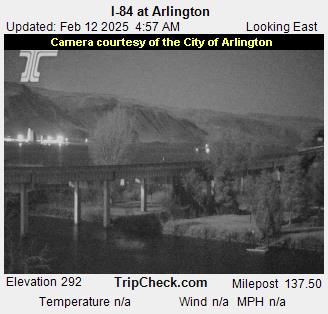 I-84 at Arlington
Updated: Feb 12 2025 4:57 AM Looking East
Camera courtesy of the City of Arlington
Elevation 292 TripCheck.com Milepost 137.50
Temperature n/a Wind n/a MPH n/a